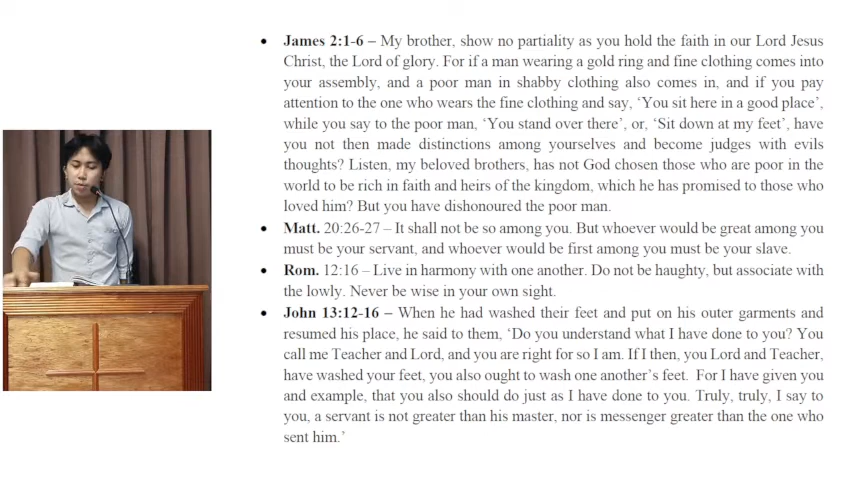 • James 2:1-6 – My brother, show no partiality as you hold the faith in our Lord Jesus
Christ, the Lord of glory. For if a man wearing a gold ring and fine clothing comes into
your assembly, and a poor man in shabby clothing also comes in, and if you pay
attention to the one who wears the fine clothing and say, ‘You sit here in a good place’,
while you say to the poor man, ‘You stand over there’, or, ‘Sit down at my feet’, have
you not then made distinctions among yourselves and become judges with evils
thoughts? Listen, my beloved brothers, has not God chosen those who are poor in the
world to be rich in faith and heirs of the kingdom, which he has promised to those who
loved him? But you have dishonoured the poor man.
• Matt. 20:26-27 – It shall not be so among you. But whoever would be great among you
must be your servant, and whoever would be first among you must be your slave.
• Rom. 12:16 – Live in harmony with one another. Do not be haughty, but associate with
the lowly. Never be wise in your own sight.
• John 13:12-16 – When he had washed their feet and put on his outer garments and
resumed his place, he said to them, ‘Do you understand what I have done to you? You
call me Teacher and Lord, and you are right for so I am. If I then, you Lord and Teacher,
have washed your feet, you also ought to wash one another’s feet. For I have given you
and example, that you also should do just as I have done to you. Truly, truly, I say to
you, a servant is not greater than his master, nor is messenger greater than the one who
sent him.’